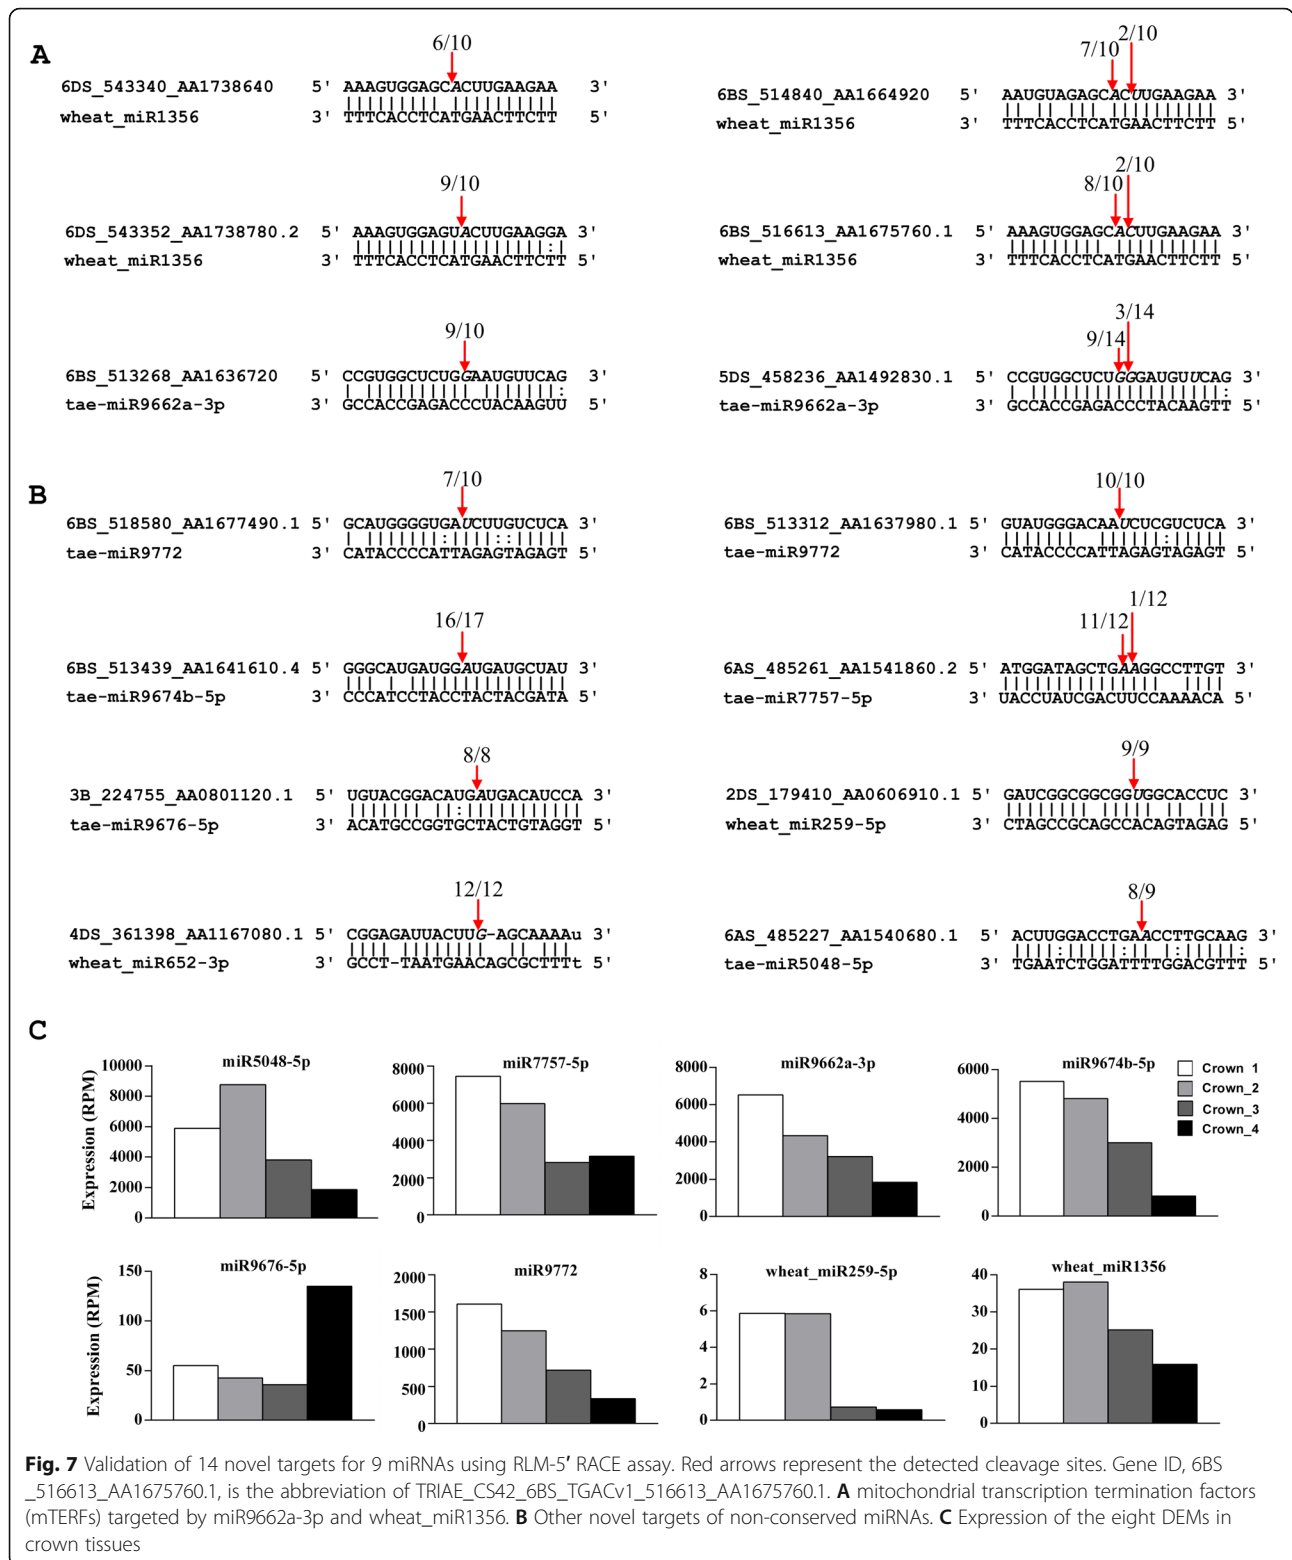 A
6/10
6DS_543340_AA1738640 5' AAAGUGGAGCACUUGAAGAA 3'
wheat_miR1356 3' TTTCACCTCATGAACTTCTT 5'
7/10 2/10
6BS_514840_AA1664920 5' AAUGUAGAGCACUUGAAGAA 3'
wheat_miR1356 3' TTTCACCTCATGAACTTCTT 5'
9/10
6DS_543352_AA1738780.2 5' AAAGUGGAGUACUUGAAGGA 3'
wheat_miR1356 3' TTTCACCTCATGAACTTCTT 5'
8/10 2/10
6BS_516613_AA1675760.1 5' AAAGUGGAGCACUUGAAGAA 3'
wheat_miR1356 3' TTTCACCTCATGAACTTCTT 5'
9/10
6BS_513268_AA1636720 5' CCGUGGCUCUGGAAUGUUCAG 3'
tae-miR9662a-3p 3' GCCACCGAGACCCUACAAGUU 5'
9/14 3/14
5DS_458236_AA1492830.1 5' CCGUGGCUCUGGGAUGUUCAG 3'
tae-miR9662a-3p 3' GCCACCGAGACCCTACAAGTT 5'
B
7/10
6BS_518580_AA1677490.1 5' GCAUGGGGUGAUCUUGUCUCA 3'
tae-miR9772 3' CATACCCCATTAGAGTAGAGT 5'
10/10
6BS_513312_AA1637980.1 5' GUAUGGGACAAUCUCGUCUCA 3'
tae-miR9772 3' CATACCCCATTAGAGTAGAGT 5'
16/17
6BS_513439_AA1641610.4 5' GGGCAUGAUGGAUGAUGCUAU 3'
tae-miR9674b-5p 3' CCCATCCTACCTACTACGATA 5'
11/12 1/12
6AS_485261_AA1541860.2 5' ATGGATAGCTGAAGGCCTTGT 3'
tae-miR7757-5p 3' UACCUAUCGACUUCCAAAACA 5'
8/8
3B_224755_AA0801120.1 5' UGUACGGACAUGAUGACAUCCA 3'
tae-miR9676-5p 3' ACATGCCGGTGCTACTGTAGGT 5'
9/9
2DS_179410_AA0606910.1 5' GAUCGGCGGCGGUGGCACCUC 3'
wheat_miR259-5p 3' CTAGCCGCAGCCACAGTAGAG 5'
12/12
4DS_361398_AA1167080.1 5' CGGAGAUUACUUG-AGCAAAAu 3'
wheat_miR652-3p 3' GCCT-TAATGAACAGCGCTTTt 5'
8/9
6AS_485227_AA1540680.1 5' ACUUGGACCTGAACCTTGCAAG 3'
tae-miR5048-5p 3' TGAATCTGGATTTTGGACGTTT 5'
C
miR5048-5p
Expression (RPM)
10000
8000
6000
4000
2000
0
miR7757-5p
8000
6000
4000
2000
0
miR9662a-3p
8000
6000
4000
2000
0
miR9674b-5p
6000
4000
2000
0
Crown_1
Crown_2
Crown_3
Crown_4
miR9676-5p
Expression (RPM)
150
100
50
0
miR9772
2000
1500
1000
500
0
wheat_miR259-5p
8
6
4
2
0
wheat_miR1356
40
30
20
10
0
Fig. 7 Validation of 14 novel targets for 9 miRNAs using RLM-5′ RACE assay. Red arrows represent the detected cleavage sites. Gene ID, 6BS
_516613_AA1675760.1, is the abbreviation of TRIAE_CS42_6BS_TGACv1_516613_AA1675760.1. A mitochondrial transcription termination factors
(mTERFs) targeted by miR9662a-3p and wheat_miR1356. B Other novel targets of non-conserved miRNAs. C Expression of the eight DEMs in
crown tissues